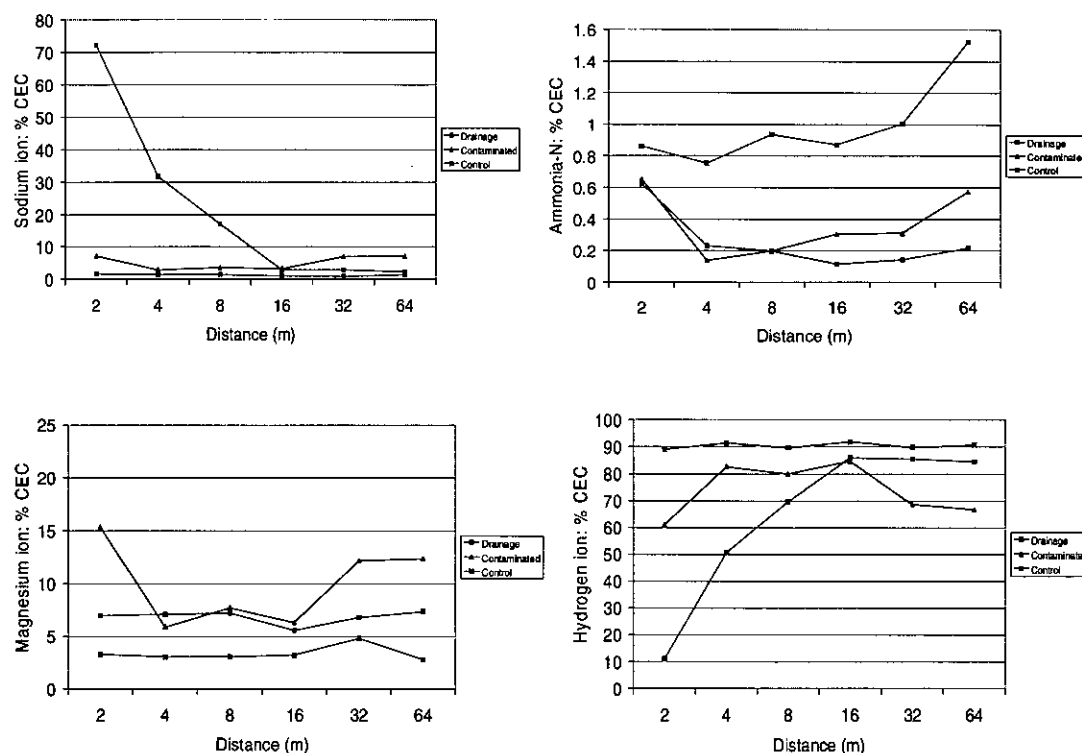 80
70
60
50
40
30
20
10
0
Sodium ion: % CEC
2 4 8 16 32 64
Distance (m)
Drainage
Contaminated
Control
1.6
1.4
1.2
1
0.8
0.6
0.4
0.2
0
Ammonia-N: % CEC
2 4 8 16 32 64
Distance (m)
Drainage
Contaminate
Control
25
20
15
10
5
0
Magnesium ion: % CEC
2 4 8 16 32 64
Distance (m)
Drainage
Contaminated
Control
100
90
80
70
60
50
40
30
20
10
0
Hydrogen ion: % CEC
2 4 8 16 32 64
Distance (m)
Drainage
Contaminate
Control